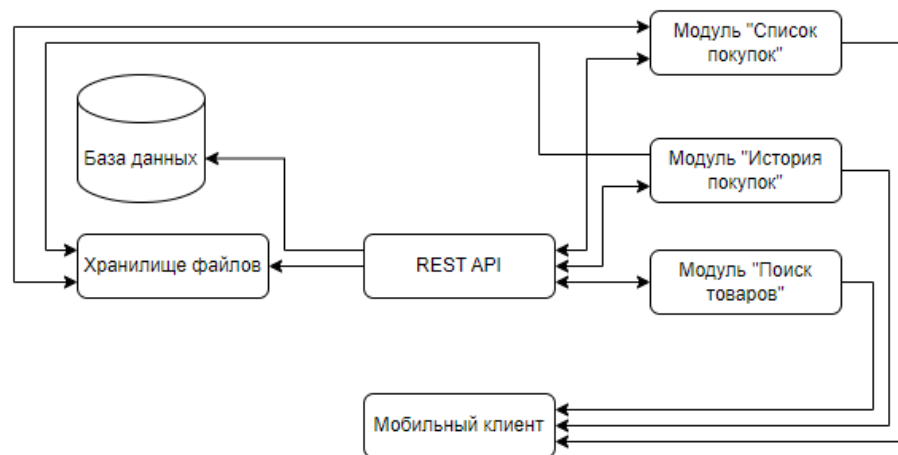 Модуль "Список
покупок"
База данных
Модуль "История
покупок"
Хранилище файлов
REST API
Модуль "Поиск
товаров"
Мобильный клиент